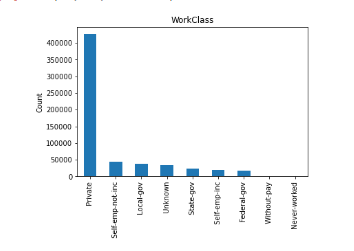 WorkClass
400000
350000
300000
250000
200000
150000
100000
50000
0
Count
Private
Self-emp-not-inc
Local-gov
Unknown
State-gov
Self-emp-inc
Federal-gov
Without-pay
Never-worked